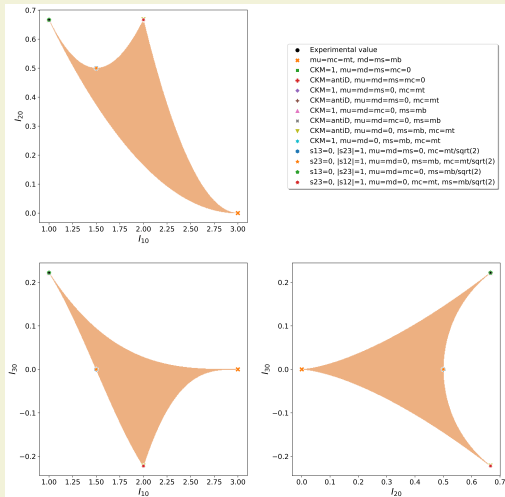 0.7
0.6
0.5
0.4
0.3
0.2
0.1
0.0
I20
1.00 1.25 1.50 1.75 2.00 2.25 2.50 2.75 3.00
I10
Experimental value
mu=mc=mt, md=ms=mb
CKM=1, mu=md=ms=mc=0
CKM=antiD, mu=md=ms=mc=0
CKM=1, mu=md=ms=0, mc=mt
CKM=antiD, mu=md=ms=0, mc=mt
CKM=1, mu=md=mc=0, ms=mb
CKM=antiD, mu=md=mc=0, ms=mb
CKM=antiD, mu=md=0, ms=mb, mc=mt
CKM=1, mu=md=0, ms=mb, mc=mt
s13=0, |s23|=1, mu=md=ms=0, mc=mt/sqrt(2)
s23=0, |s12|=1, mu=md=0, ms=mb, mc=mt/sqrt(2)
s13=0, |s23|=1, mu=md=mc=0, ms=mb/sqrt(2)
s23=0, |s12|=1, mu=md=0, mc=mt, ms=mb/sqrt(2)
0.2
0.1
0.0
−0.1
−0.2
I30
1.00 1.25 1.50 1.75 2.00 2.25 2.50 2.75 3.00
I10
0.2
0.1
0.0
−0.1
−0.2
I30
0.0 0.1 0.2 0.3 0.4 0.5 0.6 0.7
I20